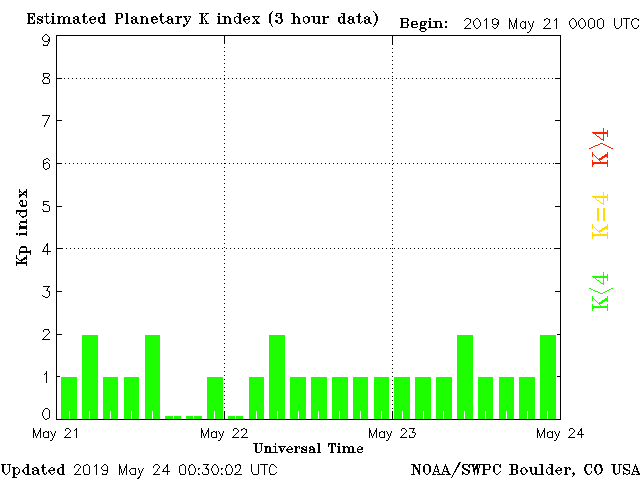 Estimated Planetary K index (3 hour data)
Begin: 2019 May 21 0000 UTC
9
8
7
6
5
4
3
2
1
0
Kp index
K>4
K=4
K<4
May 21
May 22
May 23
May 24
Universal Time
Updated 2019 May 24 00:30:02 UTC
NOAA/SWPC Boulder, CO USA